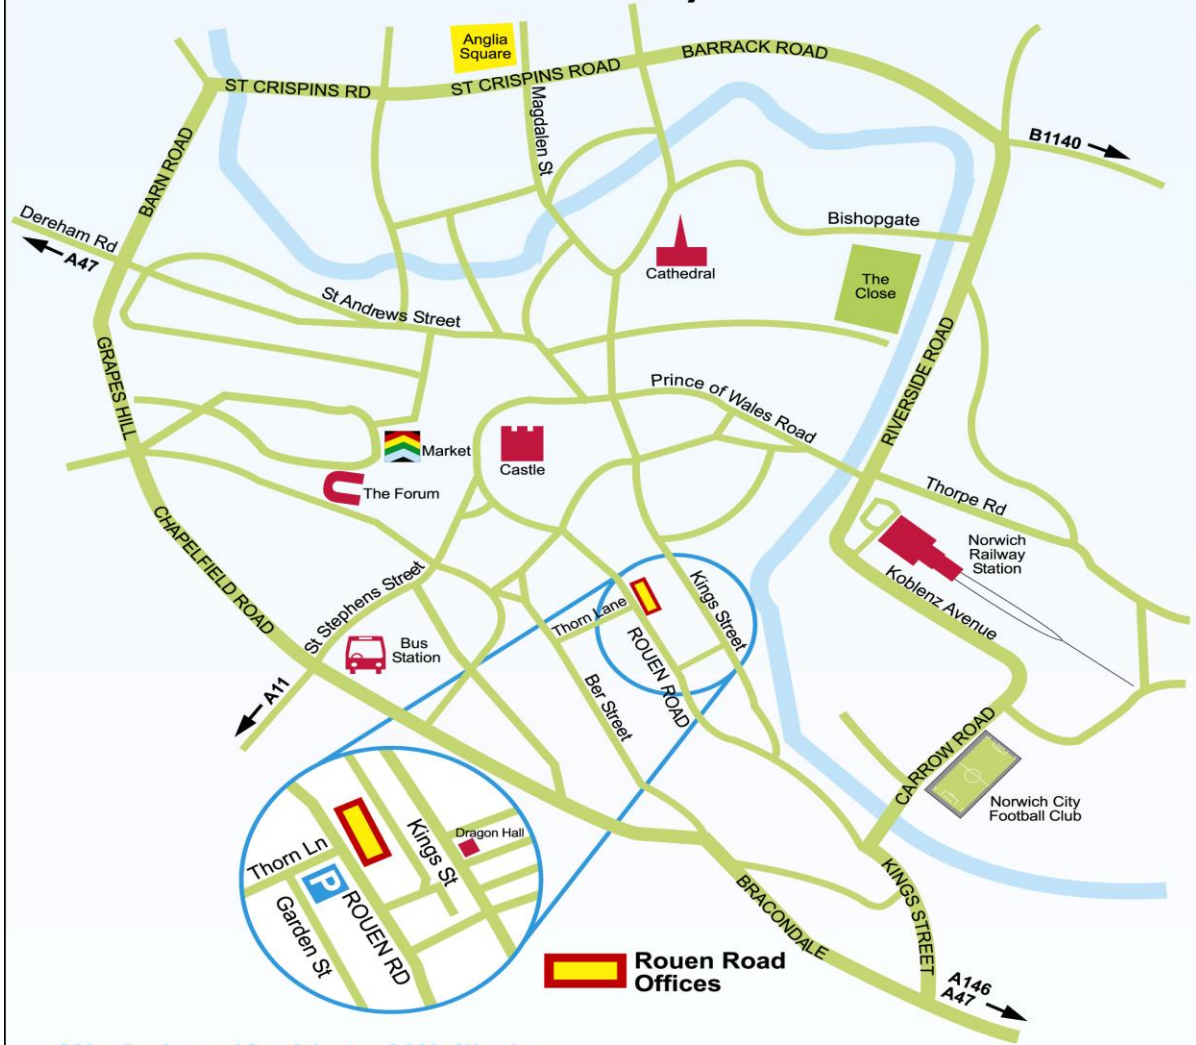 Anglia
Square
ST CRISPINS RD
ST CRISPINS ROAD
BARRACK ROAD
Magdalen St
B1140
BARN ROAD
Dereham Rd
A47
Bishopgate
Cathedral
The
Close
St Andrews Street
GRAPES HILL
RIVERSIDE ROAD
Prince of Wales Road
Market
Castle
The Forum
Thorpe Rd
CHAPELFIELD ROAD
Norwich
Railway
Station
Koblenz Avenue
St Stephens Street
Kings Street
Thorn Lane
ROUEN ROAD
Bus
Station
Ber Street
A11
CARROW ROAD
Norwich City
Football Club
Thorn Ln
Kings St
Dragon Hall
P
ROUEN RD
Garden St
KINGS STREET
BRACONDALE
Rouen Road
Offices
A146
A47